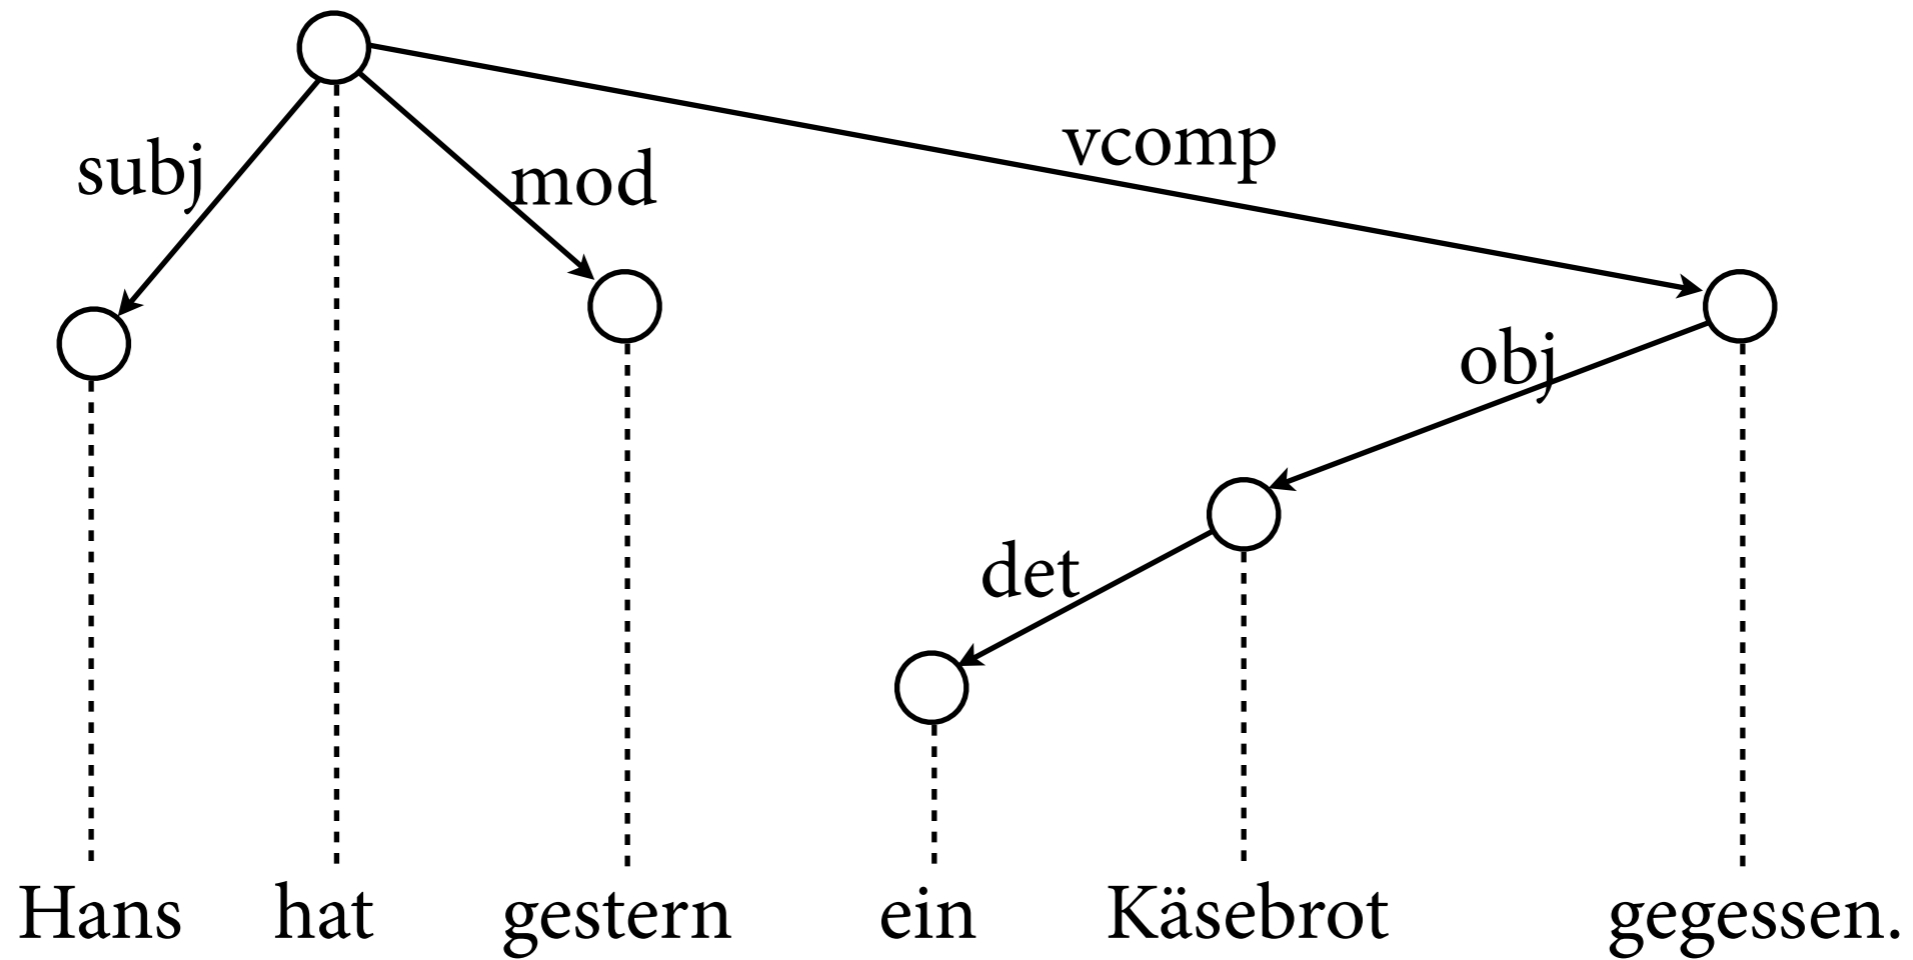 vcomp
subj
mod
obj
det
Hans hat gestern ein Käsebrot gegessen.